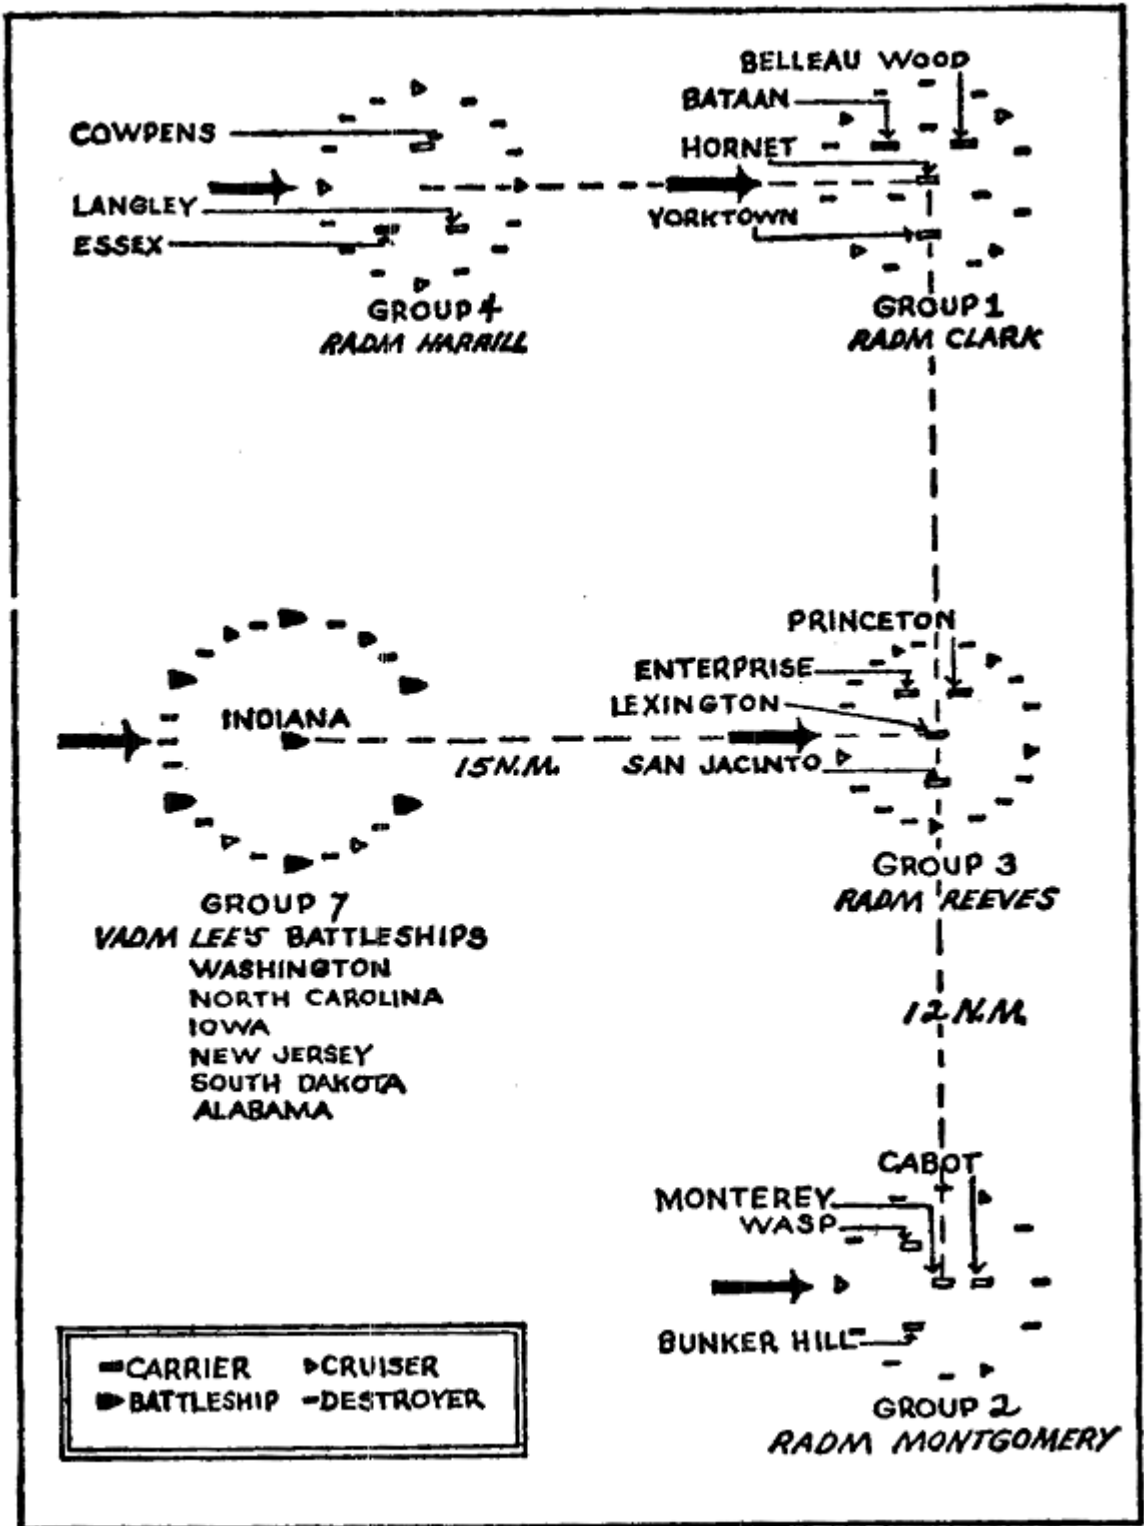 BELLEAU WOOD
BATAAN
COWPENS
HORNET
LANGLEY
YORKTOWN
ESSEX
GROUP 4
RADM HARRILL
GROUP 1
RADM CLARK
PRINCETON
ENTERPRISE
LEXINGTON
INDIANA
15 N.M.
SAN JACINTO
GROUP 3
RADM REEVES
GROUP 7
VADM LEE'S BATTLESHIPS
WASHINGTON
NORTH CAROLINA
IOWA
NEW JERSEY
SOUTH DAKOTA
ALABAMA
12 N.M.
CABOT
MONTEREY
WASP
BUNKER HILL
GROUP 2
RADM MONTGOMERY
CARRIER CRUISER
BATTLESHIP DESTROYER